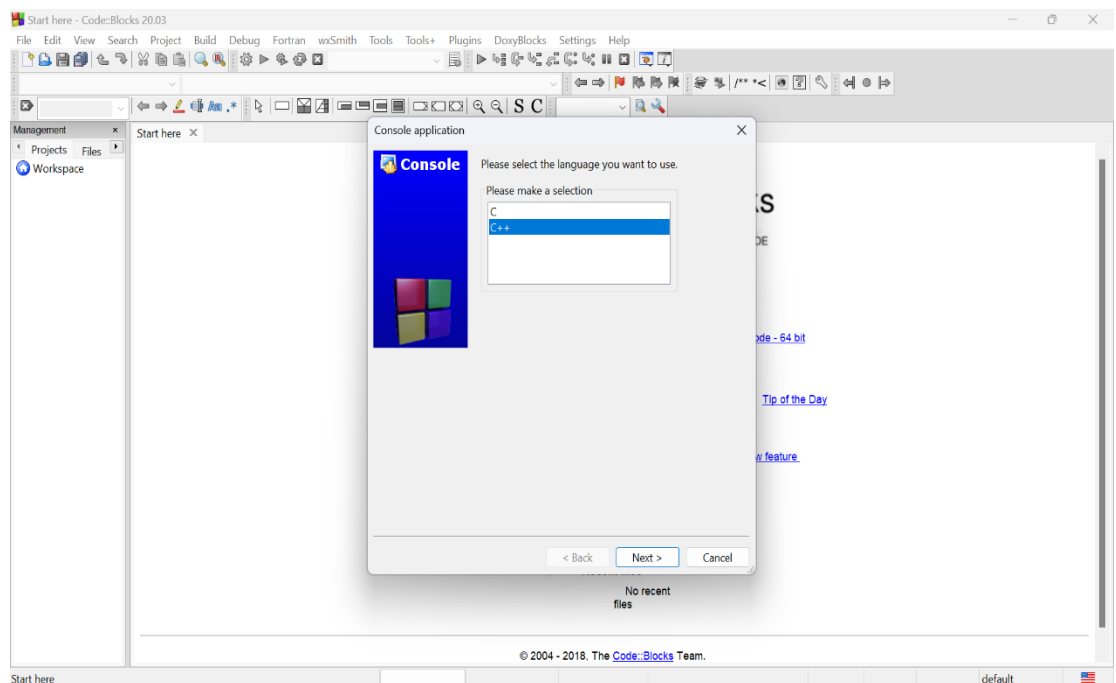 Start here - Code::Blocks 20.03
File Edit View Search Project Build Debug Fortran wxSmith Tools Tools+ Plugins DoxyBlocks Settings Help
/** *<
Aa .* S C
Management ×
Projects Files
Workspace
Start here
Console application
Console
Please select the language you want to use.
Please make a selection
C
C++
DE
ode - 64 bit
Tip of the Day
w feature
< Back Next > Cancel
No recent
files
© 2004 - 2018, The Code::Blocks Team.
Start here default